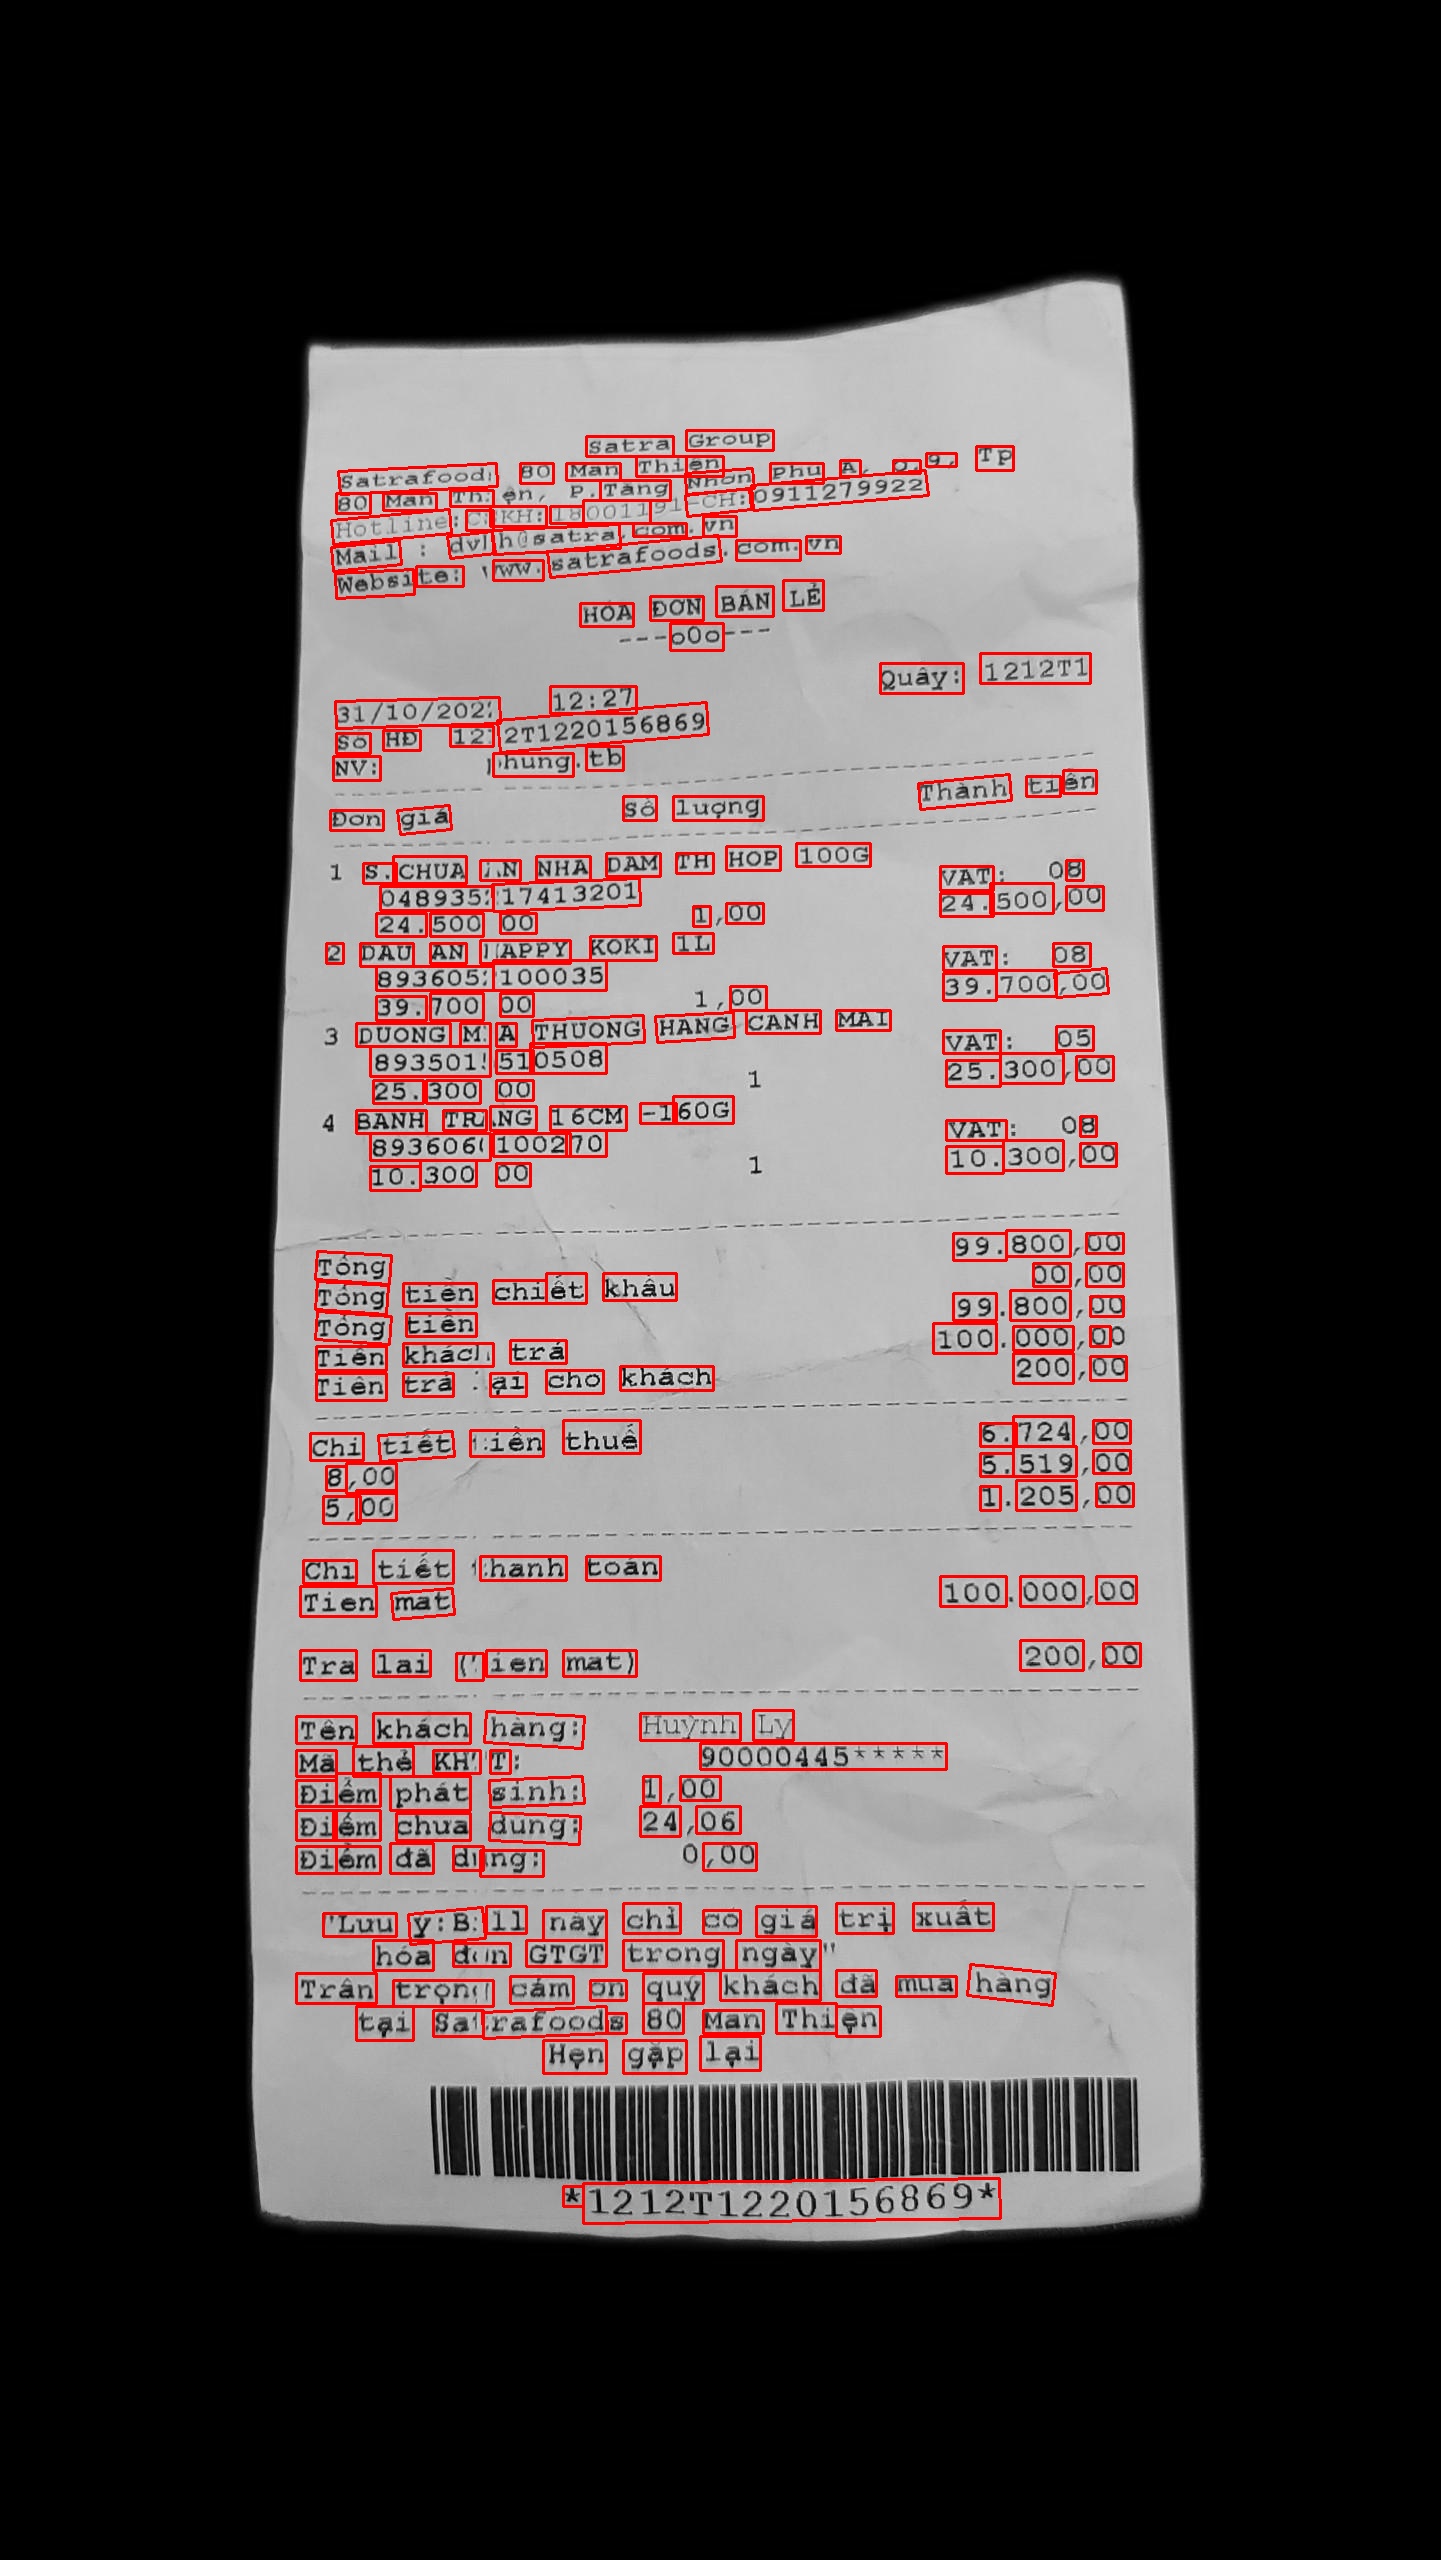 Satra Group
Satrafoods 80 Man Thiện
80 Man Thiện, P.Tăng Nhơn Phú A, Q.9, Tp
Hotline: CSKH: 18001191-CH:0911279922
Mail : dvkh@satra.com.vn
Website: www.satrafoods.com.vn
HÓA ĐƠN BÁN LẺ
---o0o---
Quầy: 1212T1
31/10/202 12:27
Số HĐ 1212T1220156869
NV: phung.tb
Đơn giá Số lượng Thành tiền
1 S.CHUA AN NHA DAM TH HOP 100G VAT: 08
048935 17413201
24.500 00 1,00 24.500,00
2 DAU AN HAPPY KOKI 1L VAT: 08
893605 100035
39.700 00 1,00 39.700,00
3 DUONG MIA THUONG HANG CANH MAI VAT: 05
893501 510508
25.300 00 1 25.300,00
4 BANH TRANG 16CM -160G VAT: 08
893606 100270
10.300 00 1 10.300,00
Tổng 99.800,00
Tổng tiền chiết khấu 00,00
Tổng tiền 99.800,00
Tiền khách trả 100.000,00
Tiền trả lại cho khách 200,00
Chi tiết tiền thuế 6.724,00
8,00 5.519,00
5,00 1.205,00
Chi tiết thanh toán
Tien mat 100.000,00
Tra lai (Tien mat) 200,00
Tên khách hàng: Huỳnh Ly
Mã thẻ KHTT: 90000445*****
Điểm phát sinh: 1,00
Điểm chưa dùng: 24,06
Điểm đã dùng: 0,00
"Lưu ý:Bill này chỉ có giá trị xuất
hóa đơn GTGT trong ngày"
Trân trọng cám ơn quý khách đã mua hàng
tại Satrafoods 80 Man Thiện
Hẹn gặp lại
*1212T1220156869*